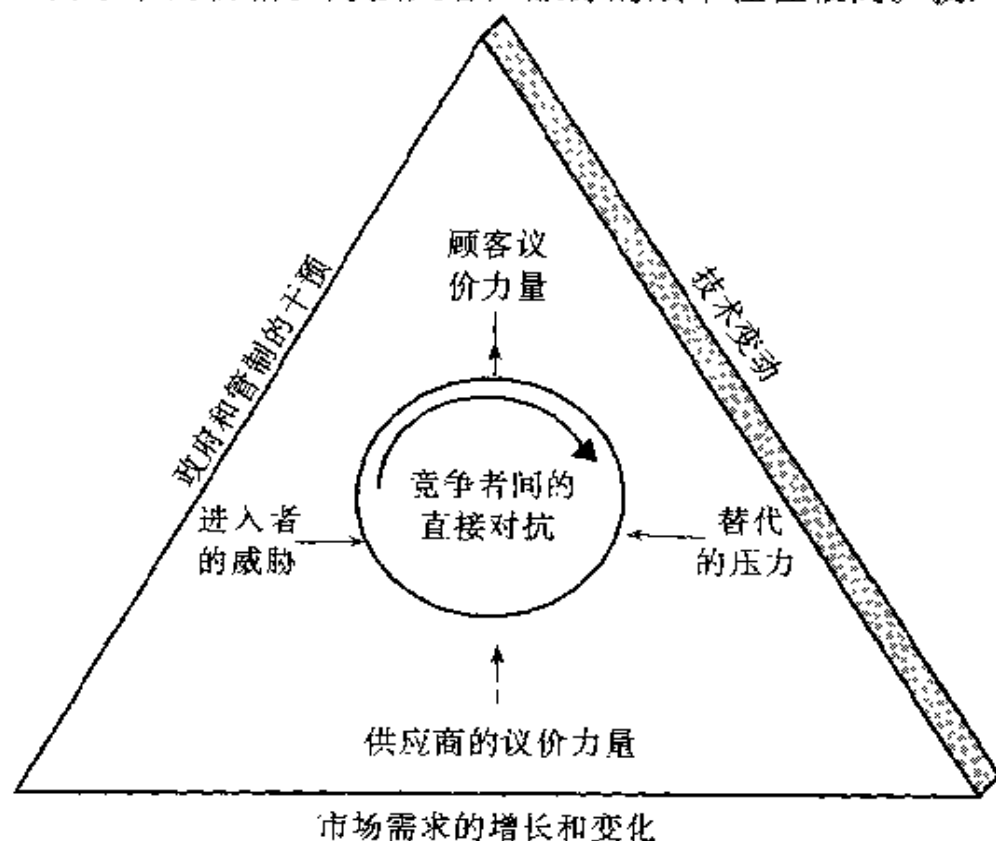 顾客议
价力量
政府和管制的干预
技术变动
竞争者间的
直接对抗
进入者
的威胁
替代
的压力
供应商的议价力量
市场需求的增长和变化